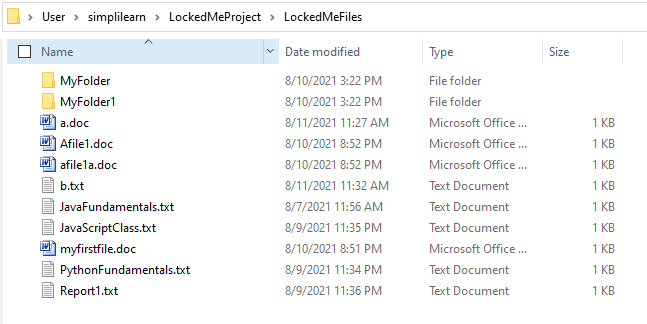 User > simplilearn > LockedMeProject > LockedMeFiles
Name Date modified Type Size
MyFolder 8/10/2021 3:22 PM File folder
MyFolder1 8/10/2021 3:22 PM File folder
a.doc 8/11/2021 11:27 AM Microsoft Office ... 1 KB
Afile1.doc 8/10/2021 8:52 PM Microsoft Office ... 1 KB
afile1a.doc 8/10/2021 8:52 PM Microsoft Office ... 1 KB
b.txt 8/11/2021 11:32 AM Text Document 1 KB
JavaFundamentals.txt 8/7/2021 11:56 AM Text Document 1 KB
JavaScriptClass.txt 8/9/2021 11:35 PM Text Document 1 KB
myfirstfile.doc 8/10/2021 8:51 PM Microsoft Office ... 1 KB
PythonFundamentals.txt 8/9/2021 11:34 PM Text Document 1 KB
Report1.txt 8/9/2021 11:36 PM Text Document 1 KB